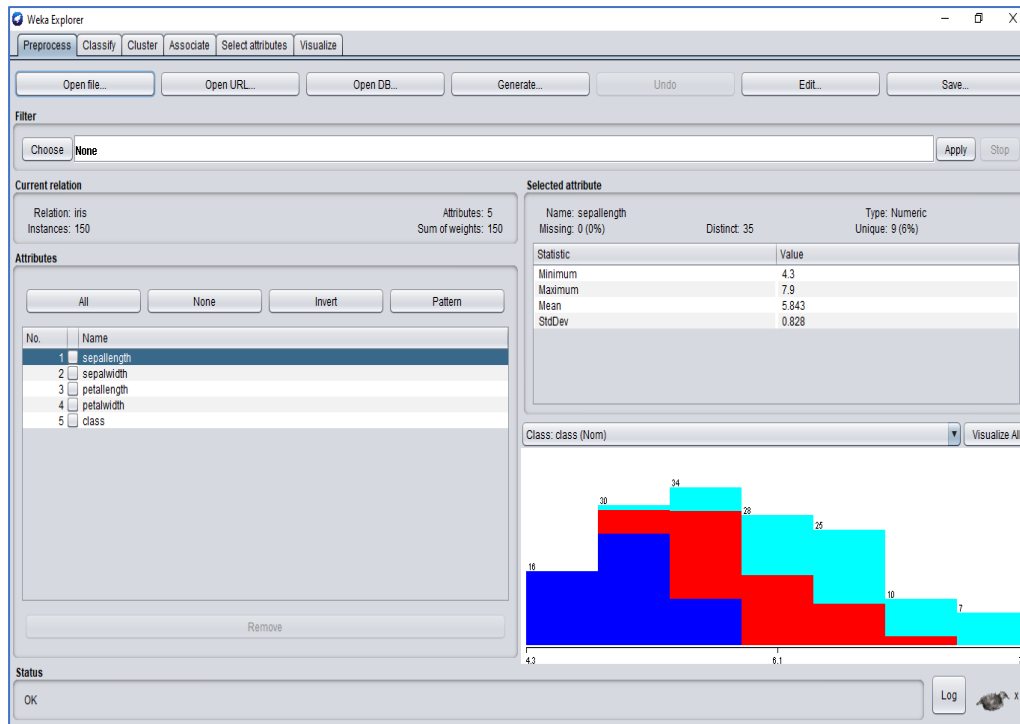 Weka Explorer
Preprocess Classify Cluster Associate Select attributes Visualize
Open file... Open URL... Open DB... Generate... Undo Edit... Save...
Filter
Choose None Apply Stop
Current relation
Relation: iris Attributes: 5
Instances: 150 Sum of weights: 150
Attributes
All None Invert Pattern
No. Name
1 sepallength
2 sepalwidth
3 petallength
4 petalwidth
5 class
Remove
Selected attribute
Name: sepallength Type: Numeric
Missing: 0 (0%) Distinct: 35 Unique: 9 (6%)
Statistic Value
Minimum 4.3
Maximum 7.9
Mean 5.843
StdDev 0.828
Class: class (Nom) Visualize All
16 30 34 28 25 10 7
4.3 6.1
Status
OK Log x